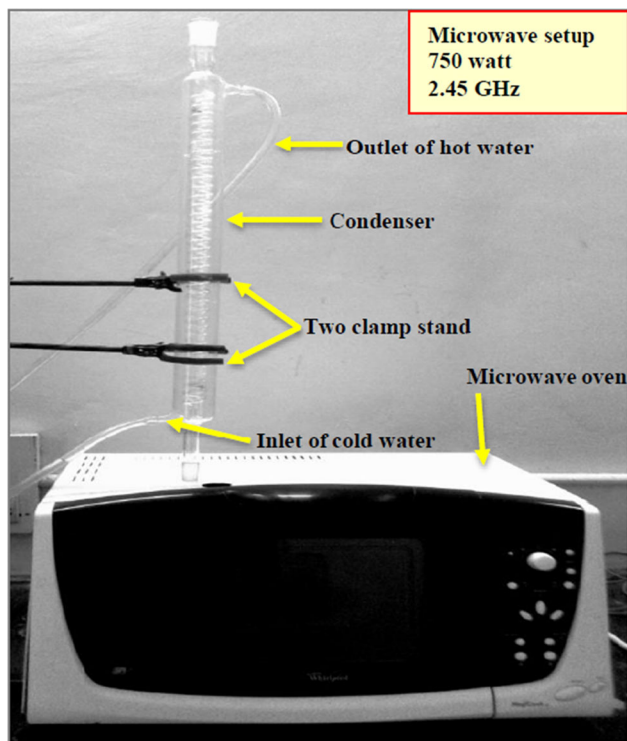 Microwave setup
750 watt
2.45 GHz
Outlet of hot water
Condenser
Two clamp stand
Microwave oven
Inlet of cold water
Whirlpool